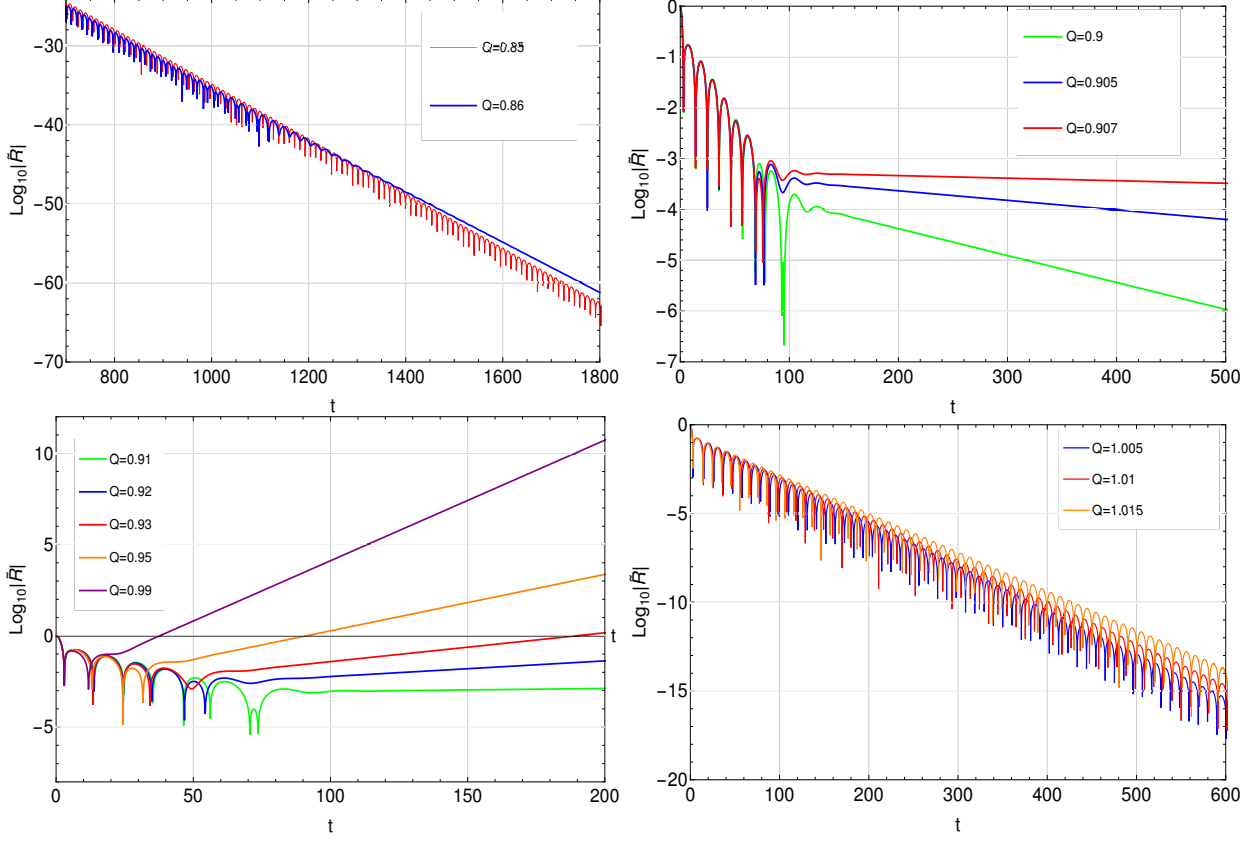 Log₁₀|R̃|
−30
−40
−50
−60
−70
Q=0.85
Q=0.86
800
1000
1200
1400
1600
1800
t
Log₁₀|R̃|
0
−1
−2
−3
−4
−5
−6
−7
Q=0.9
Q=0.905
Q=0.907
0
100
200
300
400
500
t
Log₁₀|R̃|
10
5
0
−5
Q=0.91
Q=0.92
Q=0.93
Q=0.95
Q=0.99
t
0
50
100
150
200
t
Log₁₀|R̃|
0
−5
−10
−15
−20
Q=1.005
Q=1.01
Q=1.015
0
100
200
300
400
500
600
t